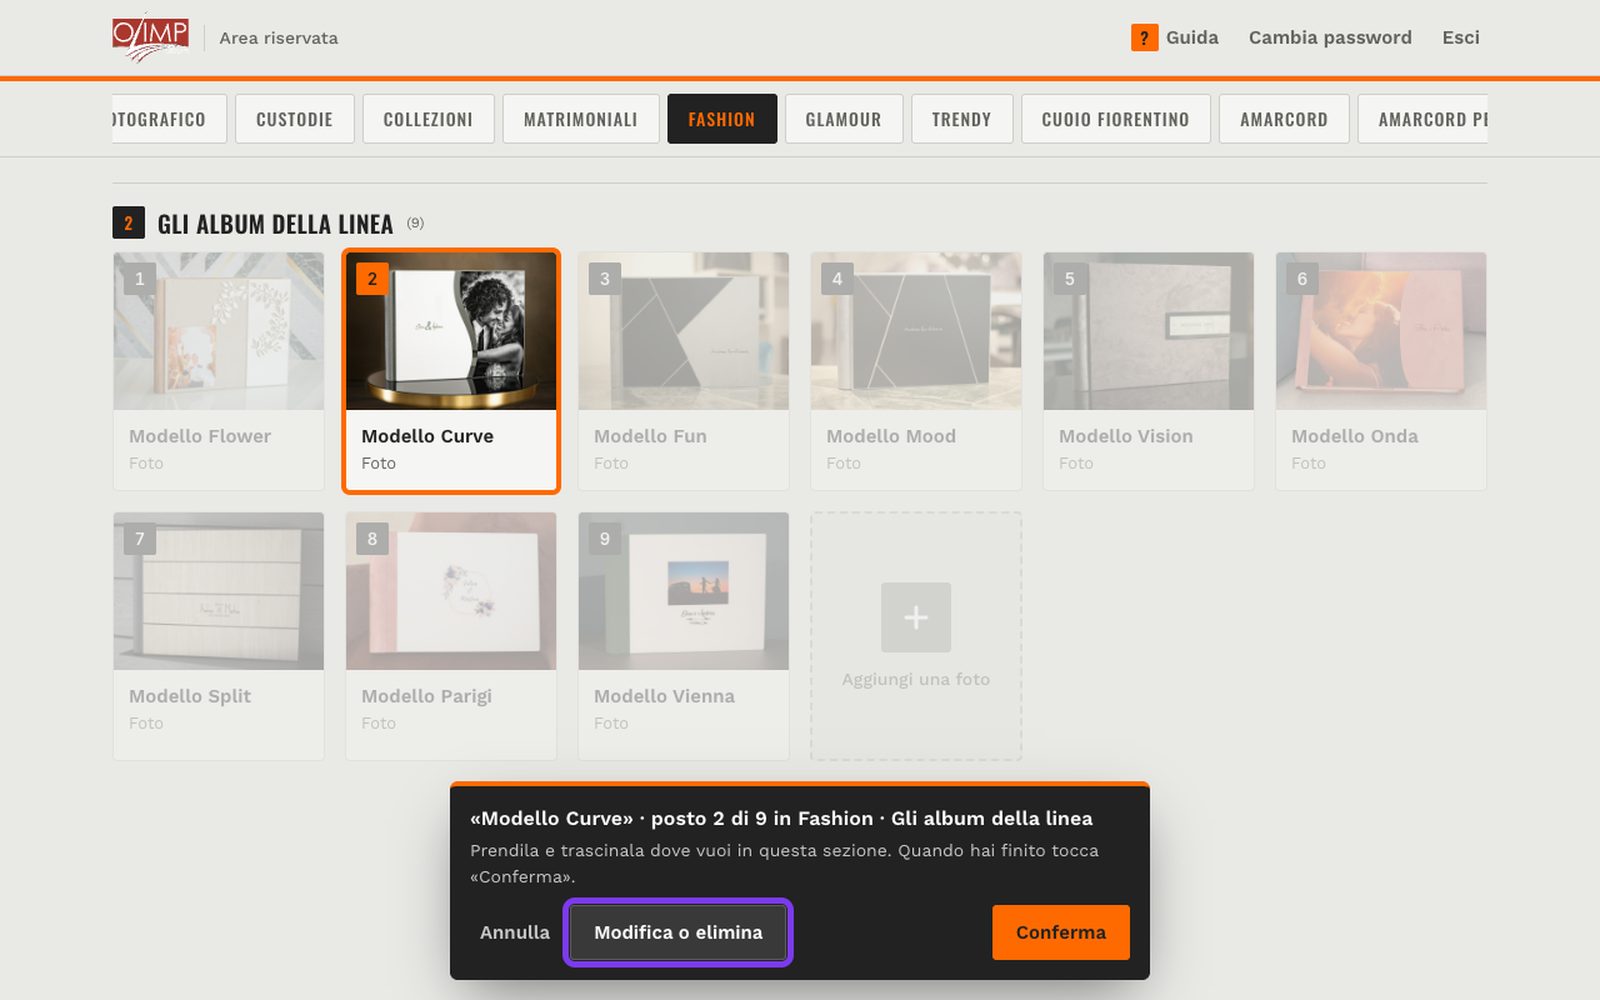 OLIMP
Area riservata
? Guida
Cambia password
Esci
OTOGRAFICO
CUSTODIE
COLLEZIONI
MATRIMONIALI
FASHION
GLAMOUR
TRENDY
CUOIO FIORENTINO
AMARCORD
AMARCORD PE
2 GLI ALBUM DELLA LINEA (9)
1
2
3
4
5
6
Modello Flower
Foto
Modello Curve
Foto
Modello Fun
Foto
Modello Mood
Foto
Modello Vision
Foto
Modello Onda
Foto
7
8
9
Modello Split
Foto
Modello Parigi
Foto
Modello Vienna
Foto
+
Aggiungi una foto
«Modello Curve» · posto 2 di 9 in Fashion · Gli album della linea
Prendila e trascinala dove vuoi in questa sezione. Quando hai finito tocca
«Conferma».
Annulla
Modifica o elimina
Conferma